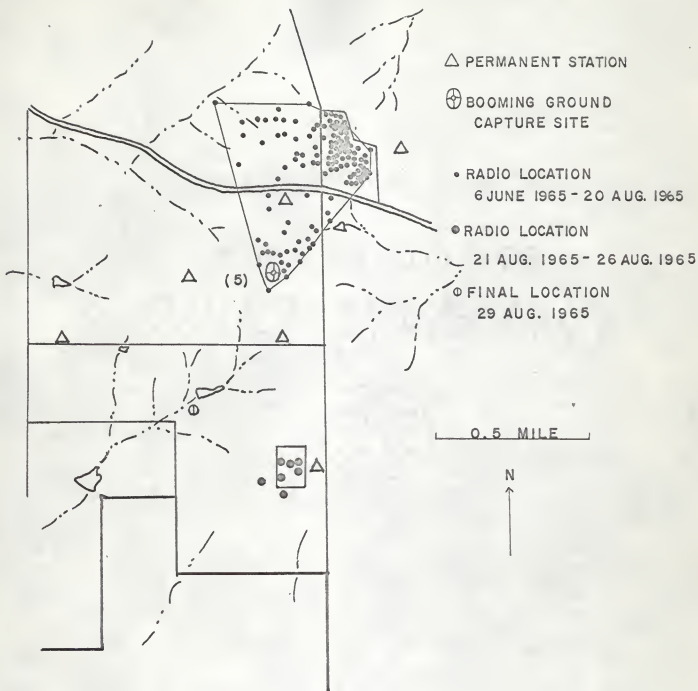 PERMANENT STATION
BOOMING GROUND
CAPTURE SITE
RADIO LOCATION
6 JUNE 1965 - 20 AUG. 1965
RADIO LOCATION
21 AUG. 1965 - 26 AUG. 1965
FINAL LOCATION
29 AUG. 1965
(5)
0.5 MILE
N